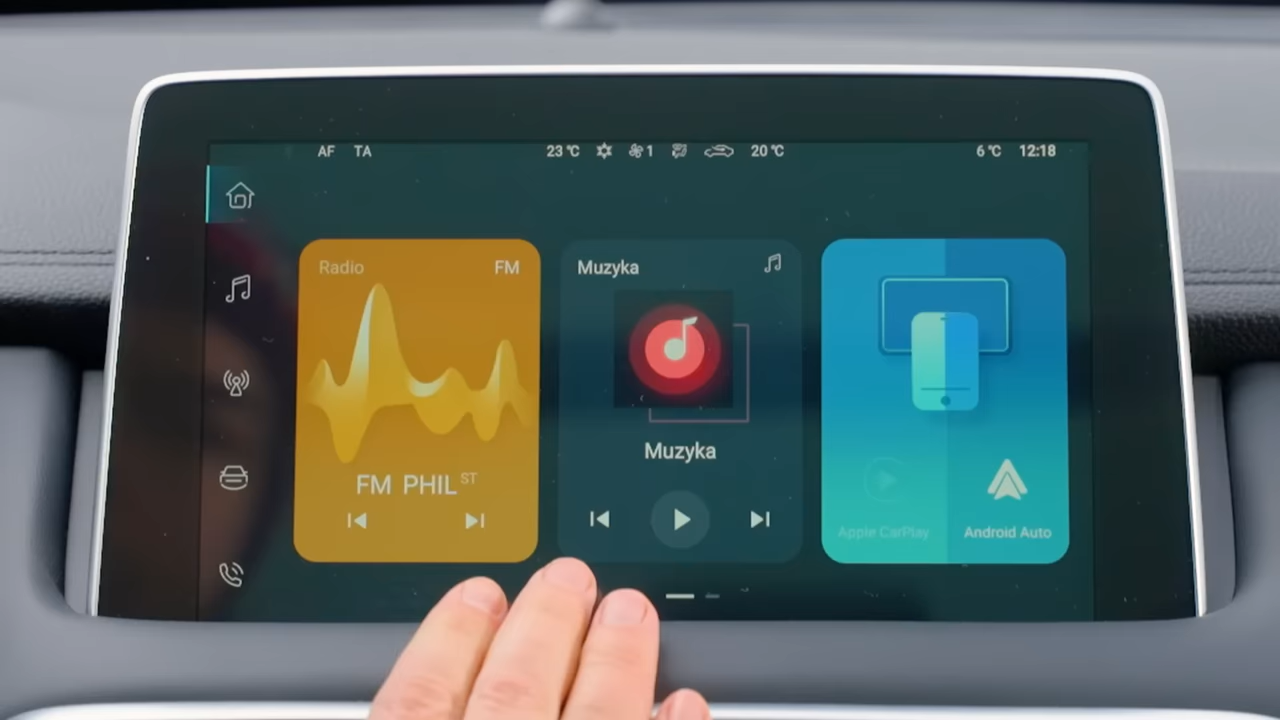 AF TA 23℃ 1 20℃ 6℃ 12:18
Radio FM
Muzyka
Muzyka
FM PHIL ST
Apple CarPlay Android Auto